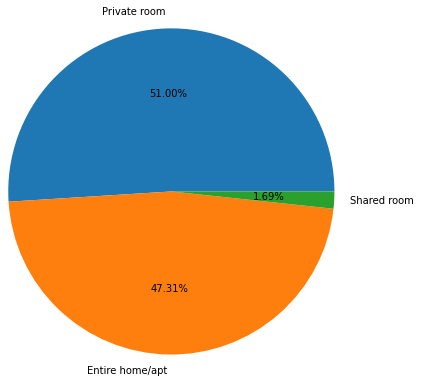 Private room
51.00%
1.69%
Shared room
47.31%
Entire home/apt